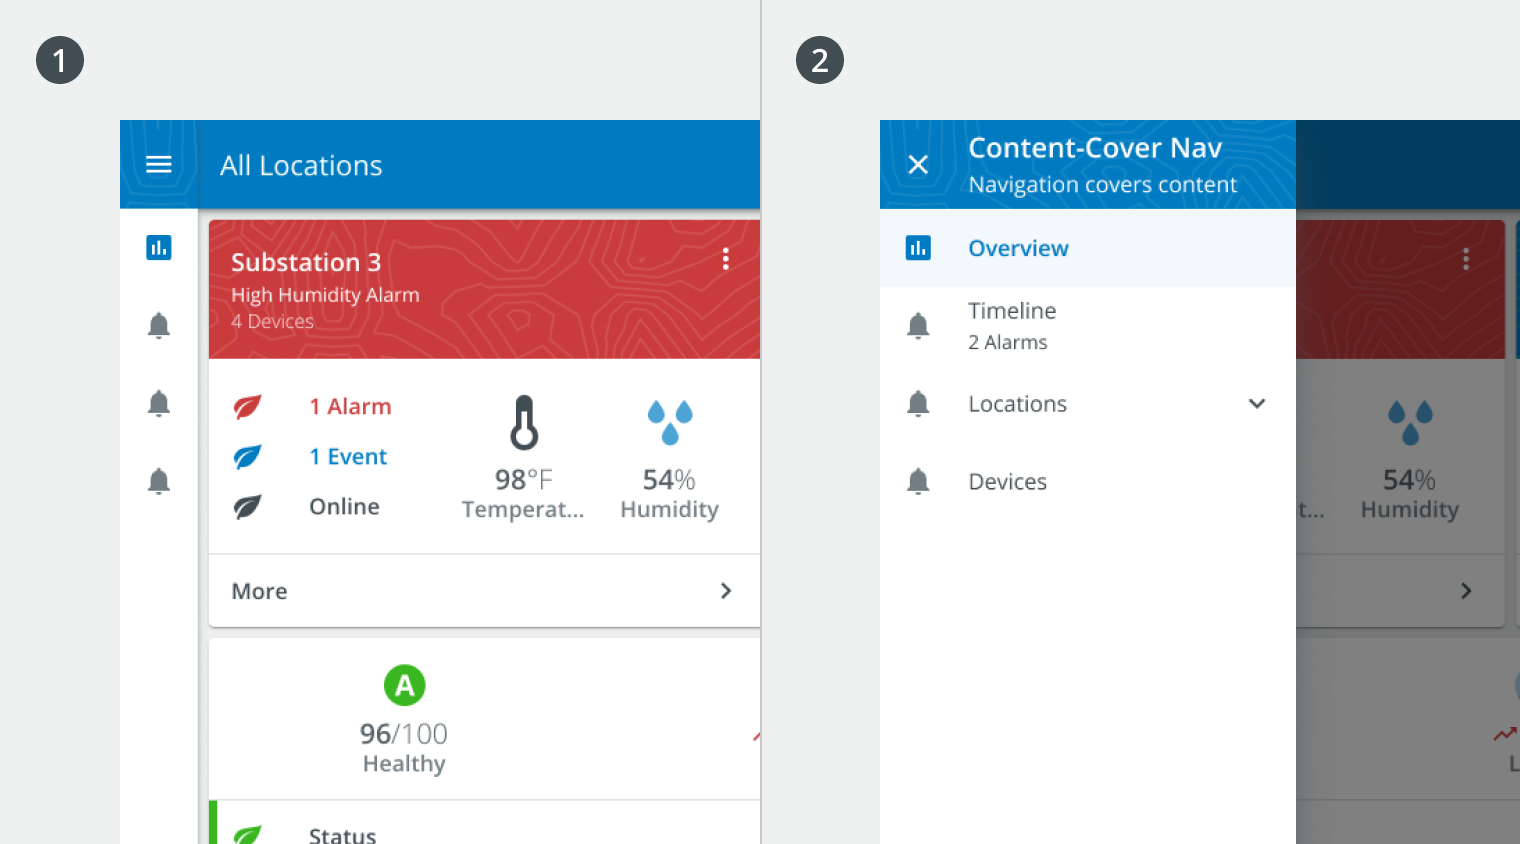 1
All Locations
Substation 3
High Humidity Alarm
4 Devices
1 Alarm
1 Event
Online
98°F
Temperat...
54%
Humidity
More
A
96/100
Healthy
Status
2
Content-Cover Nav
Navigation covers content
Overview
Timeline
2 Alarms
Locations
Devices
t...
54%
Humidity
L